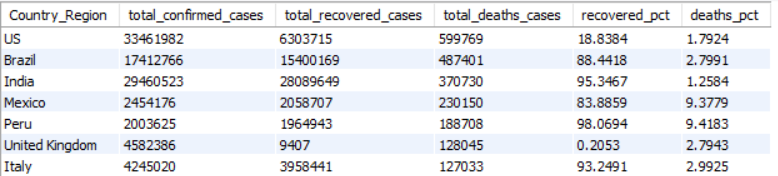 Country_Region total_confirmed_cases total_recovered_cases total_deaths_cases recovered_pct deaths_pct
US 33461982 6303715 599769 18.8384 1.7924
Brazil 17412766 15400169 487401 88.4418 2.7991
India 29460523 28089649 370730 95.3467 1.2584
Mexico 2454176 2058707 230150 83.8859 9.3779
Peru 2003625 1964943 188708 98.0694 9.4183
United Kingdom 4582386 9407 128045 0.2053 2.7943
Italy 4245020 3958441 127033 93.2491 2.9925